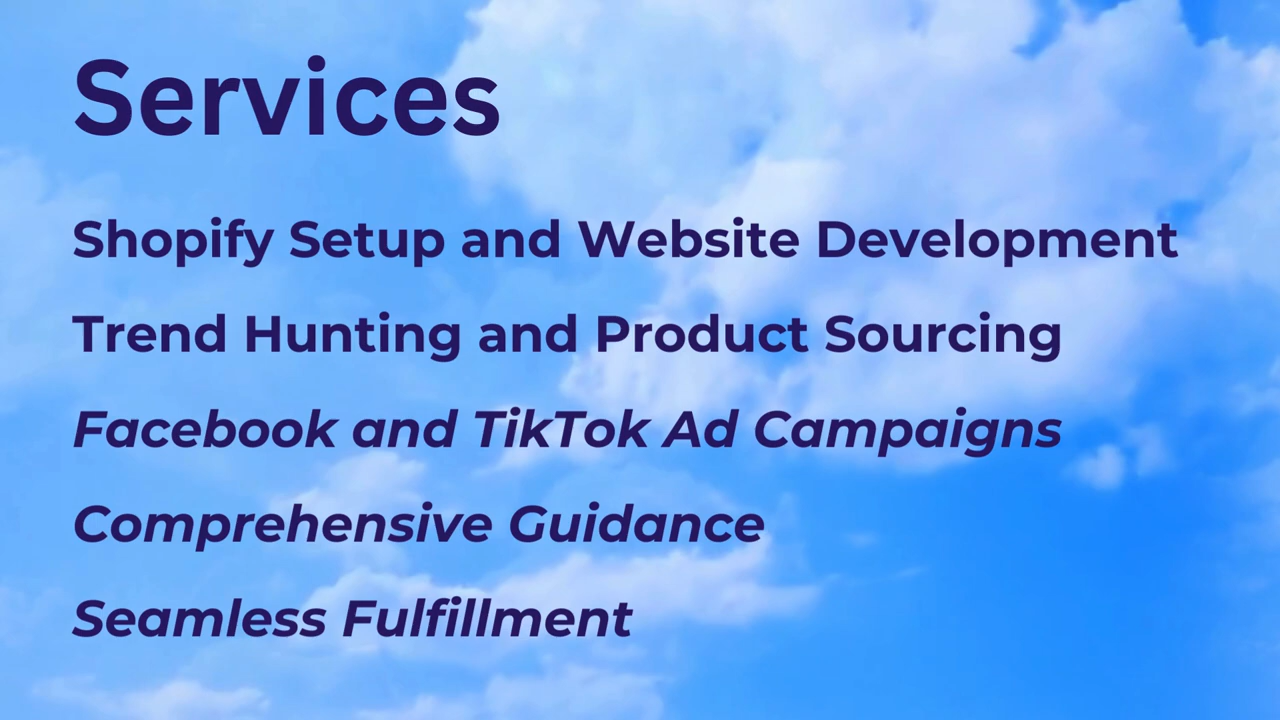 Services
Shopify Setup and Website Development
Trend Hunting and Product Sourcing
Facebook and TikTok Ad Campaigns
Comprehensive Guidance
Seamless Fulfillment